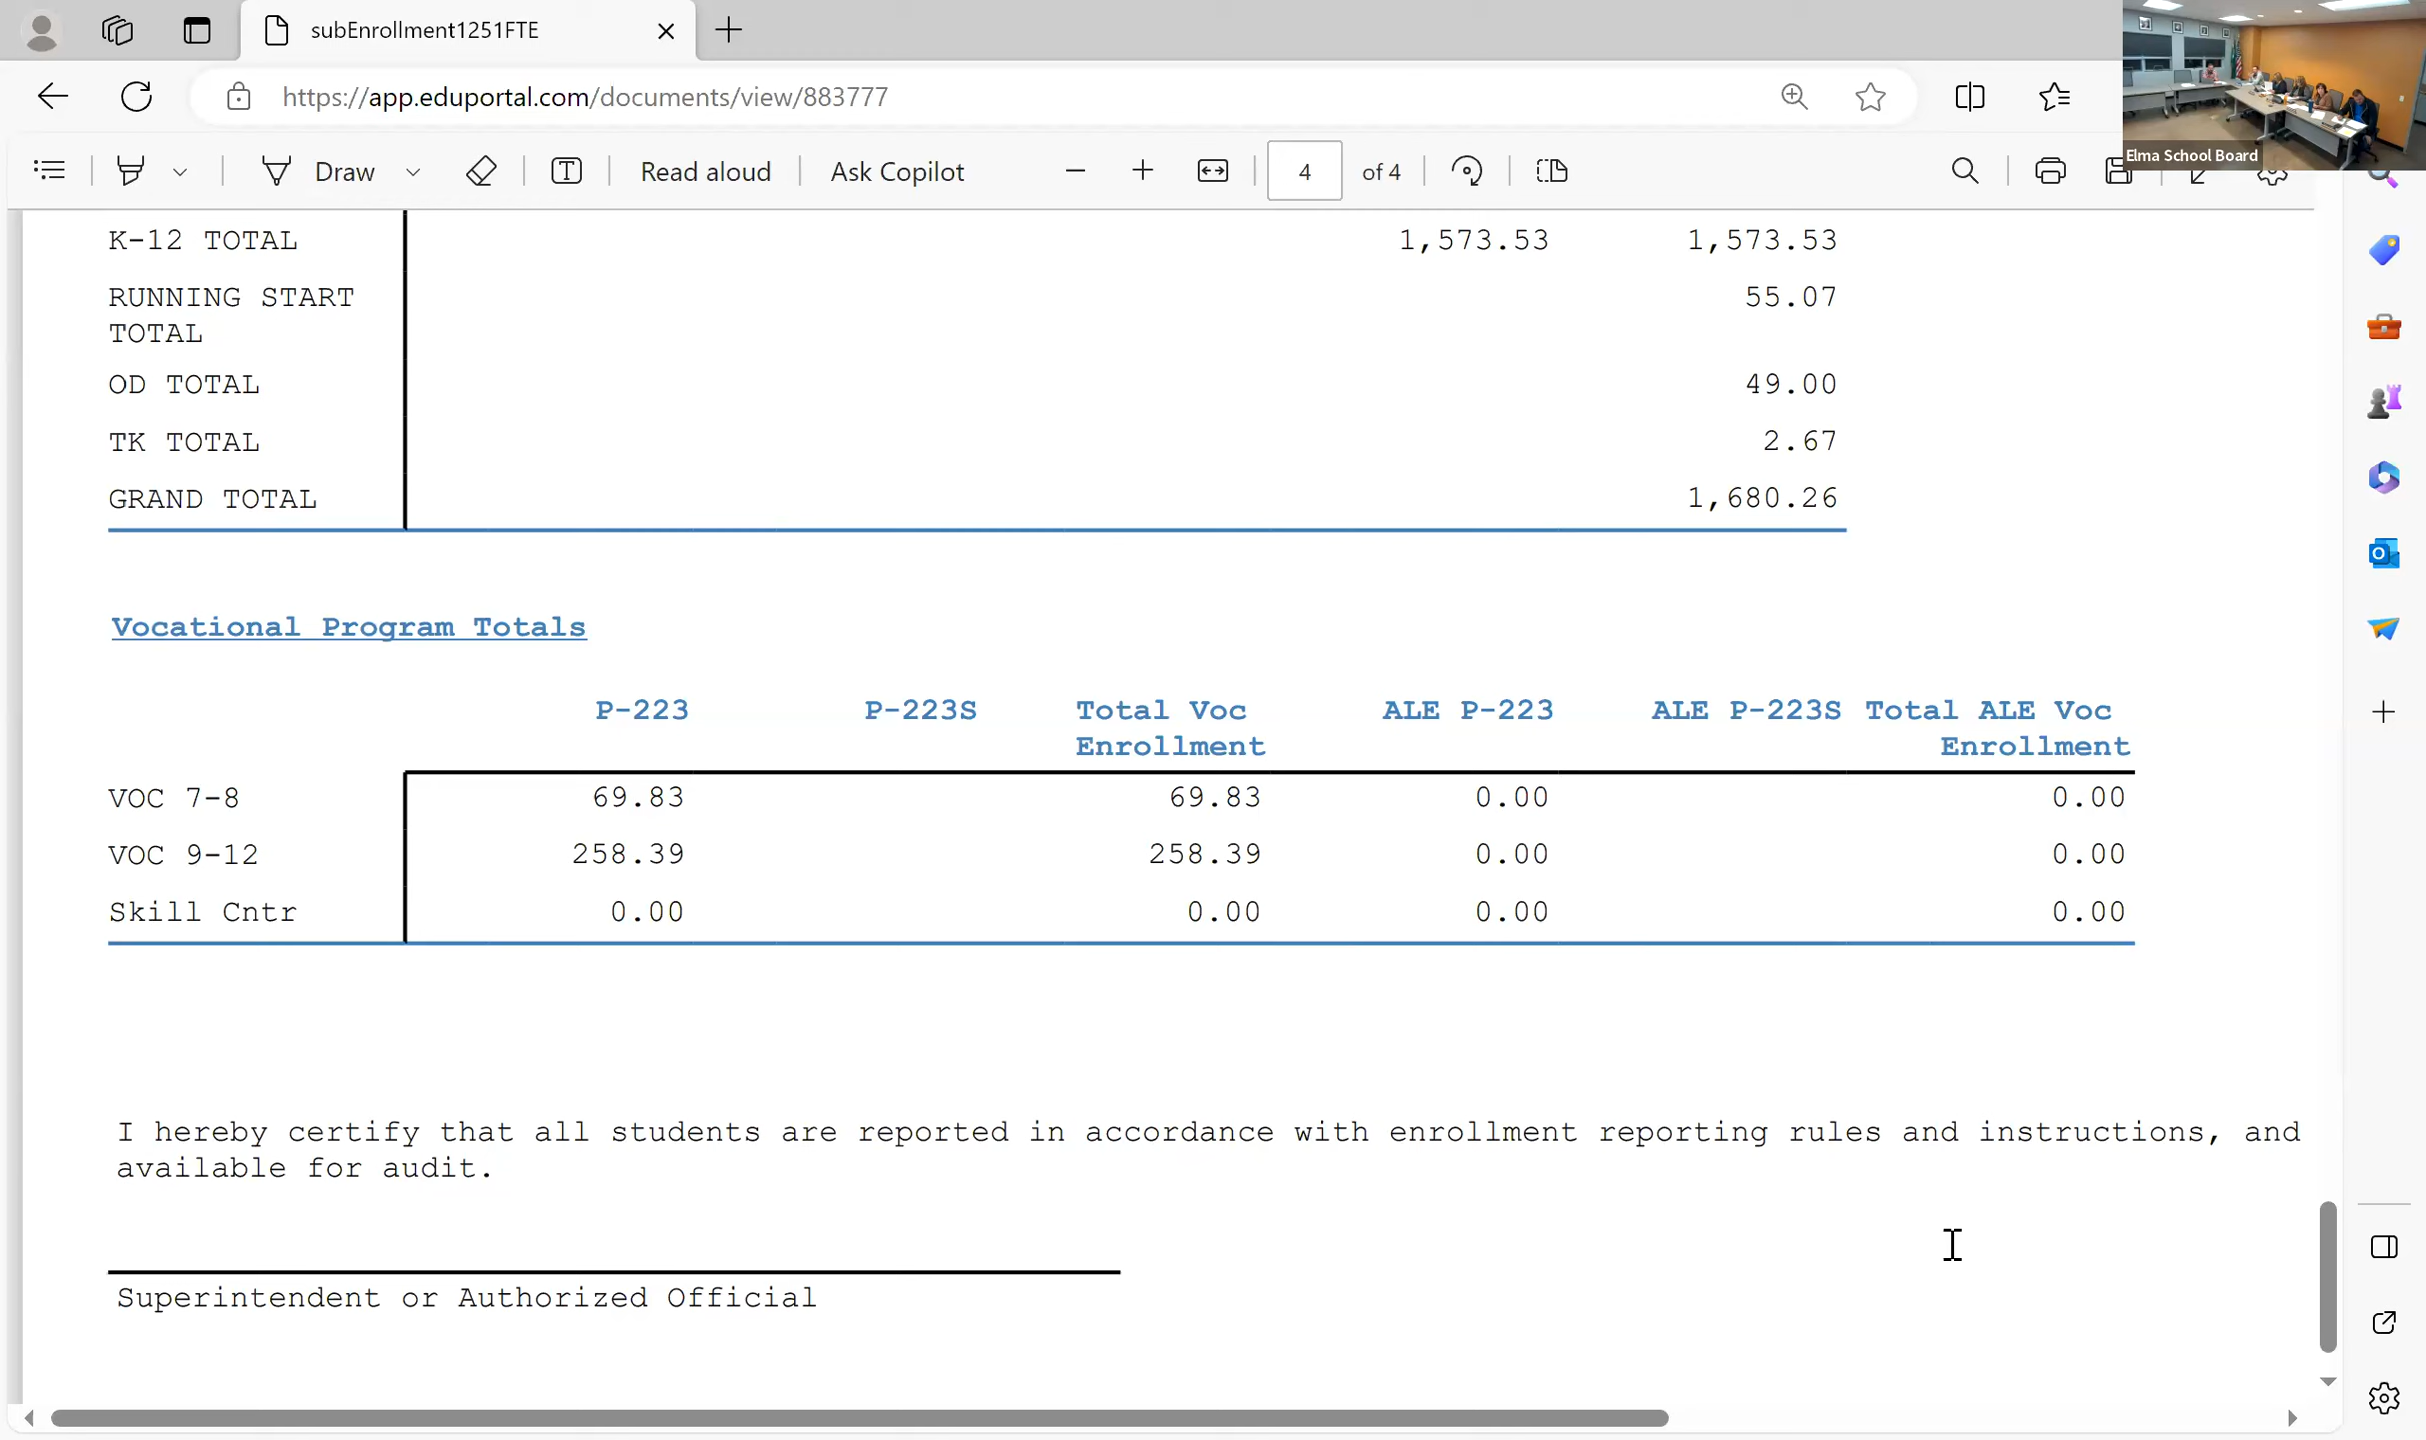 subEnrollment1251FTE
https://app.eduportal.com/documents/view/883777
Elma School Board
Draw
Read aloud
Ask Copilot
4 of 4
K-12 TOTAL 1,573.53 1,573.53
RUNNING START
TOTAL 55.07
OD TOTAL 49.00
TK TOTAL 2.67
GRAND TOTAL 1,680.26
Vocational Program Totals
P-223 P-223S Total Voc ALE P-223 ALE P-223S Total ALE Voc
Enrollment Enrollment
VOC 7-8 69.83 69.83 0.00 0.00
VOC 9-12 258.39 258.39 0.00 0.00
Skill Cntr 0.00 0.00 0.00 0.00
I hereby certify that all students are reported in accordance with enrollment reporting rules and instructions, and
available for audit.
Superintendent or Authorized Official